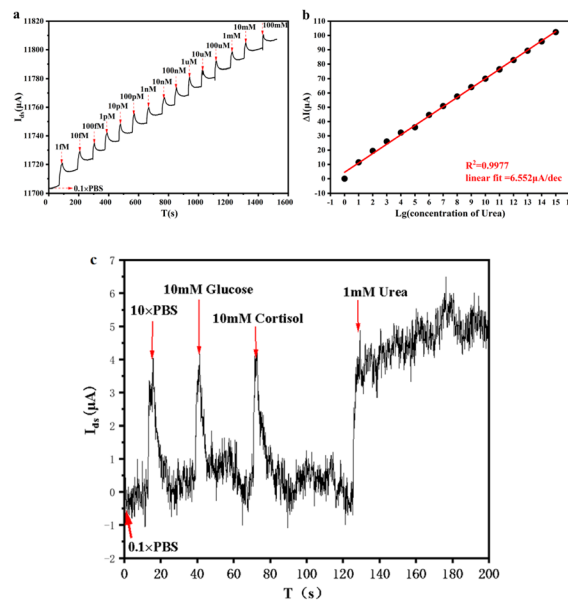 a
11820
11800
11780
11760
11740
11720
11700
I_ds(μA)
1fM
10fM
100fM
1pM
10pM
100pM
1nM
10nM
100nM
1uM
10uM
100uM
1mM
10mM
100mM
0.1×PBS
0 200 400 600 800 1000 1200 1400 1600
T(s)
b
110
100
90
80
70
60
50
40
30
20
10
0
-10
ΔI(μA)
R²=0.9977
linear fit =6.552μA/dec
-1 0 1 2 3 4 5 6 7 8 9 10 11 12 13 14 15 16
Lg(concentration of Urea)
c
7
6
5
4
3
2
1
0
-1
-2
I_ds(μA)
10×PBS
10mM Glucose
10mM Cortisol
1mM Urea
0.1×PBS
0 20 40 60 80 100 120 140 160 180 200
T (s)